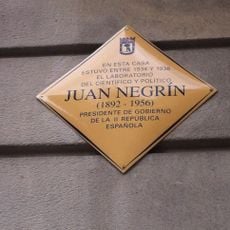 EN ESTA CASA
ESTUVO ENTRE 1934 Y 1936
EL LABORATORIO
DEL CIENTÍFICO Y POLÍTICO
JUAN NEGRÍN
(1892 - 1956)
PRESIDENTE DE GOBIERNO
DE LA II REPÚBLICA
ESPAÑOLA